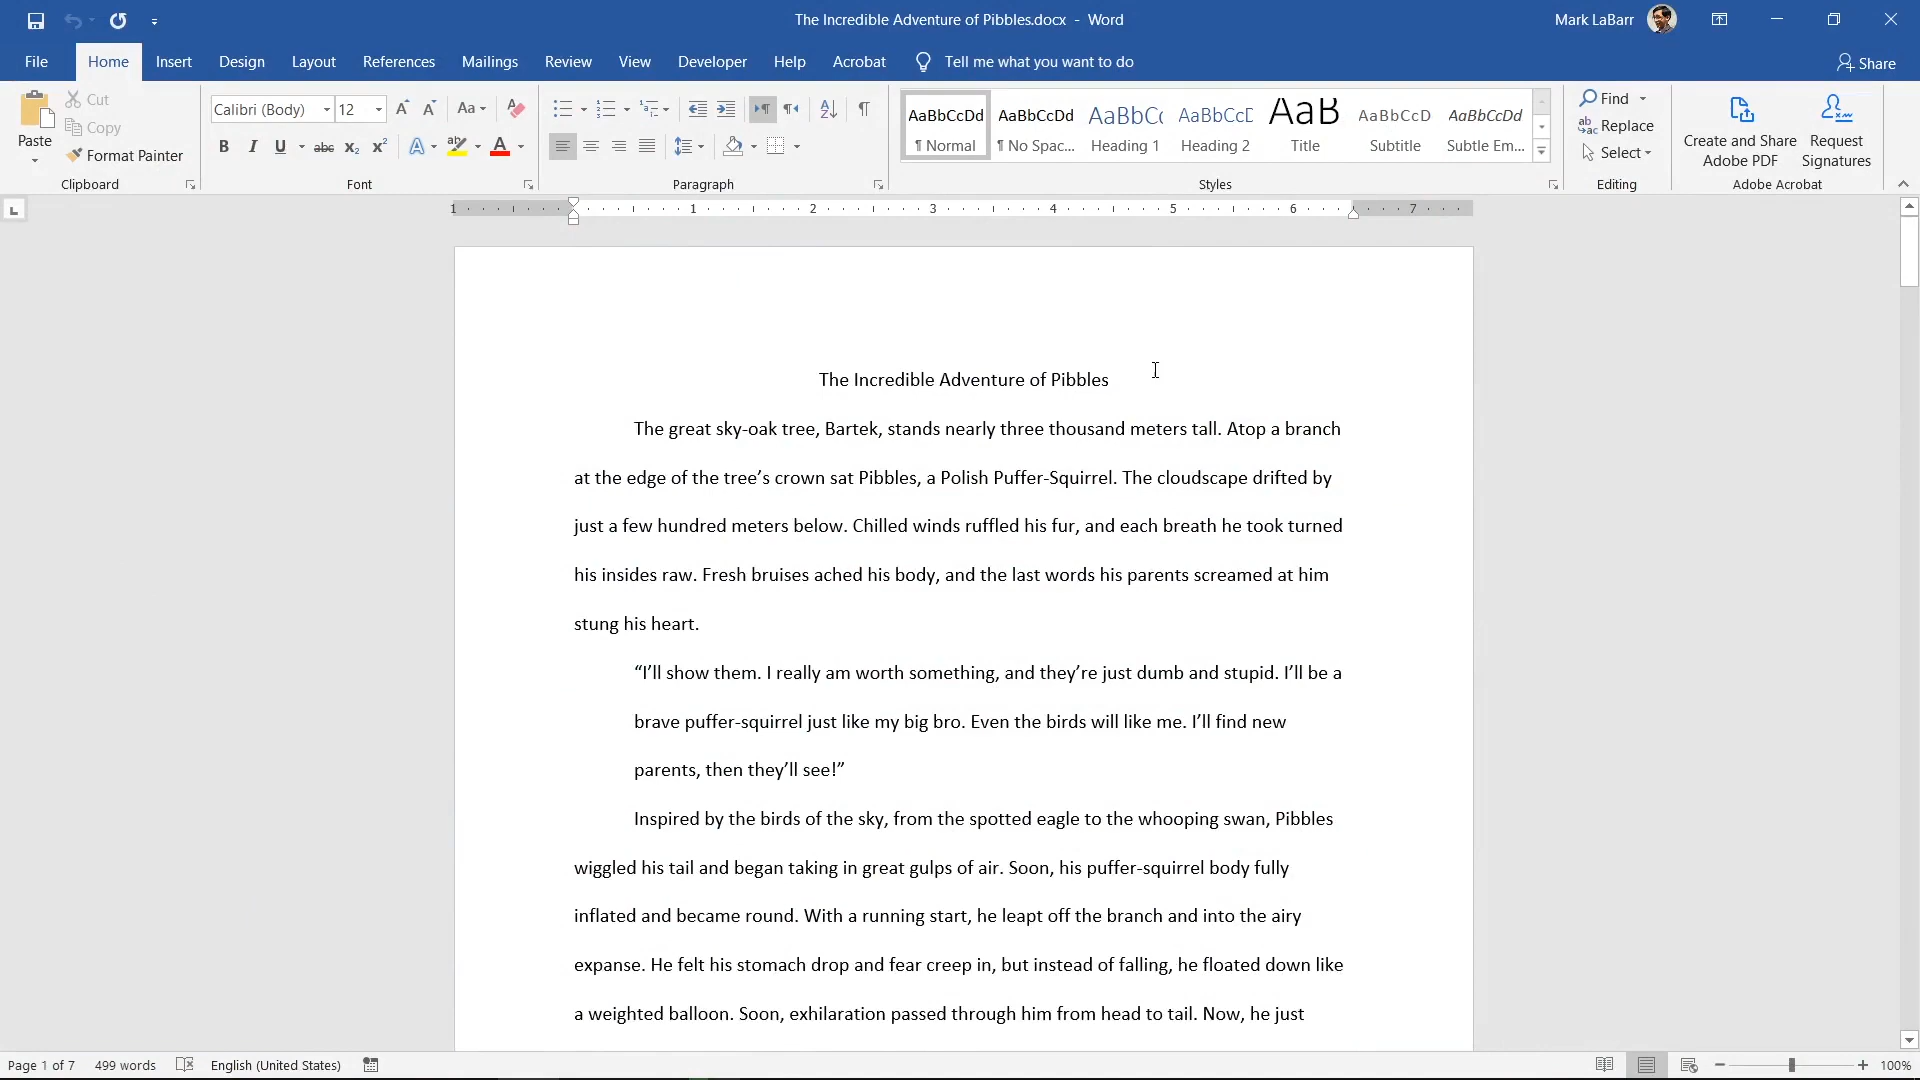 The Incredible Adventure of Pibbles.docx - Word
Mark LaBarr
File Home Insert Design Layout References Mailings Review View Developer Help Acrobat Tell me what you want to do Share
Paste
Cut
Copy
Format Painter
Clipboard
Calibri (Body) 12 Aa
B I U abc x₂ x² A A
Font
Paragraph
AaBbCcDd AaBbCcDd AaBbC( AaBbCcE AaB AaBbCcD AaBbCcDd
¶ Normal ¶ No Spac... Heading 1 Heading 2 Title Subtitle Subtle Em...
Styles
Find
Replace
Select
Editing
Create and Share
Adobe PDF
Request
Signatures
Adobe Acrobat
1 1 2 3 4 5 6 7
The Incredible Adventure of Pibbles
The great sky-oak tree, Bartek, stands nearly three thousand meters tall. Atop a branch
at the edge of the tree’s crown sat Pibbles, a Polish Puffer-Squirrel. The cloudscape drifted by
just a few hundred meters below. Chilled winds ruffled his fur, and each breath he took turned
his insides raw. Fresh bruises ached his body, and the last words his parents screamed at him
stung his heart.
“I’ll show them. I really am worth something, and they’re just dumb and stupid. I’ll be a
brave puffer-squirrel just like my big bro. Even the birds will like me. I’ll find new
parents, then they’ll see!”
Inspired by the birds of the sky, from the spotted eagle to the whooping swan, Pibbles
wiggled his tail and began taking in great gulps of air. Soon, his puffer-squirrel body fully
inflated and became round. With a running start, he leapt off the branch and into the airy
expanse. He felt his stomach drop and fear creep in, but instead of falling, he floated down like
a weighted balloon. Soon, exhilaration passed through him from head to tail. Now, he just
Page 1 of 7 499 words English (United States) 100%